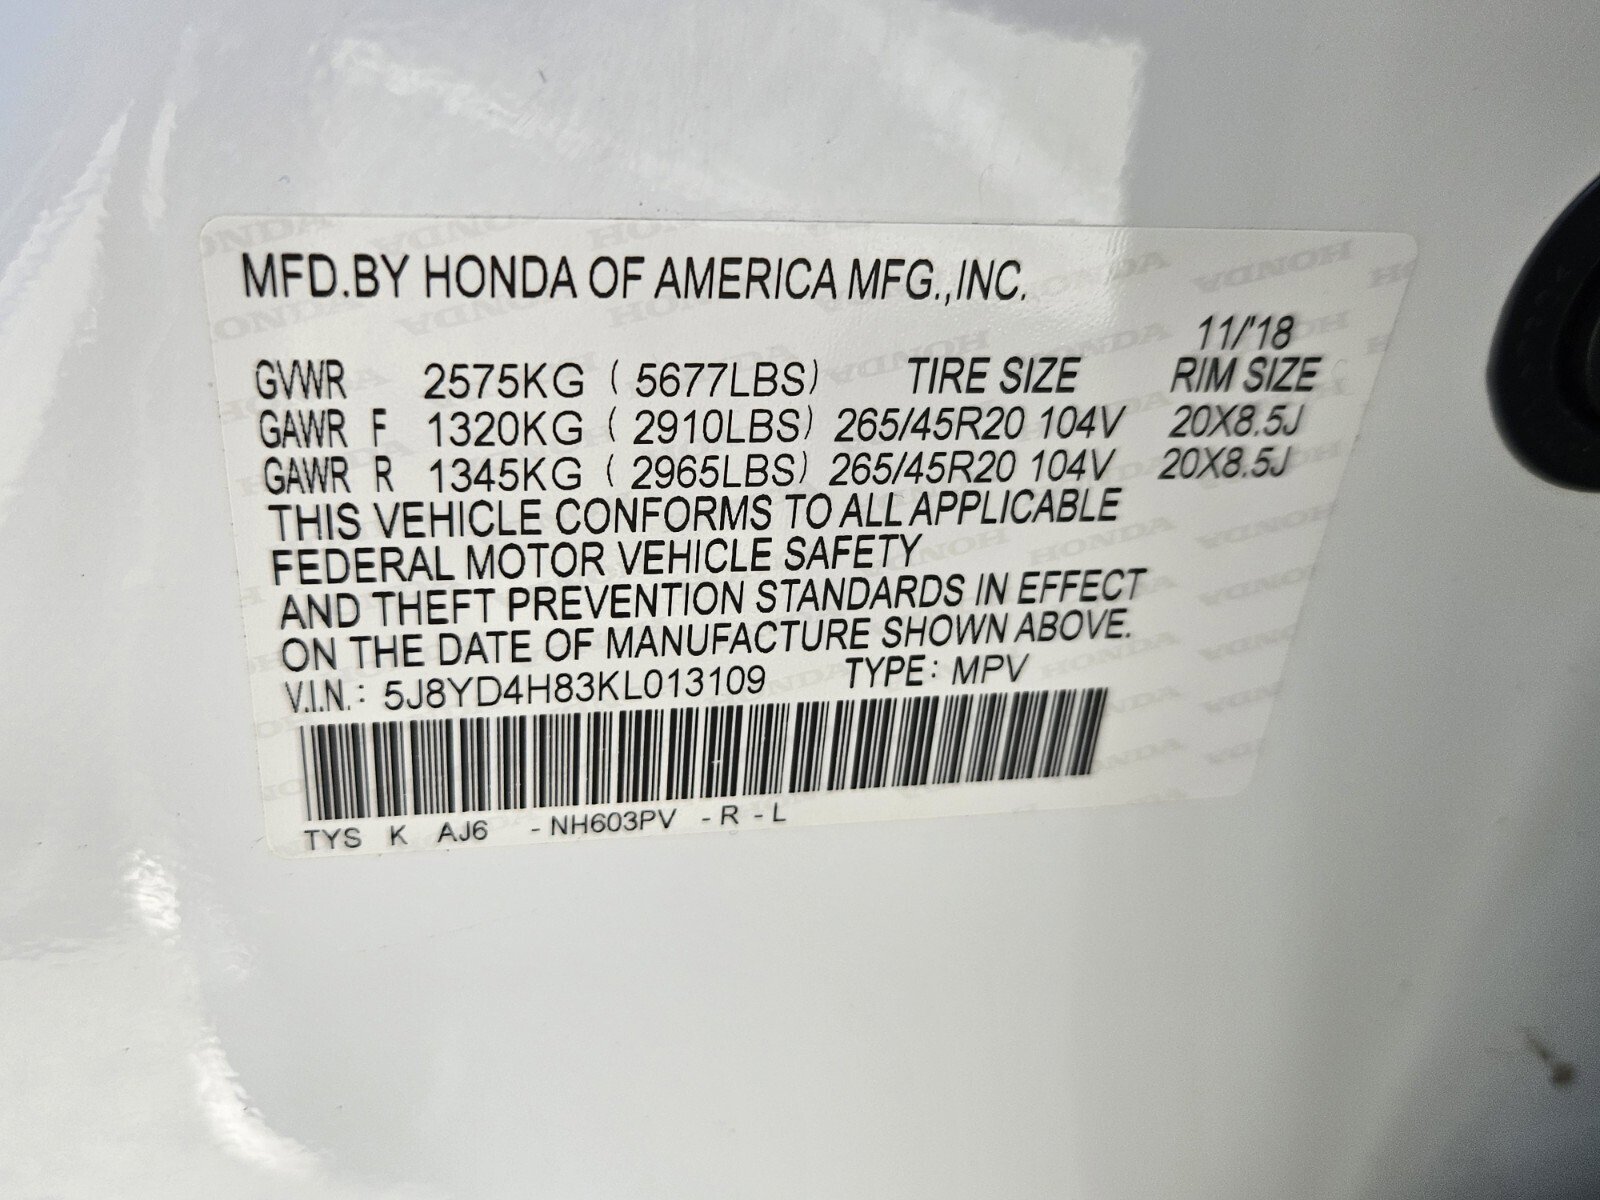 MFD.BY HONDA OF AMERICA MFG.,INC.
11/'18
GVWR 2575KG ( 5677LBS) TIRE SIZE RIM SIZE
GAWR F 1320KG ( 2910LBS) 265/45R20 104V 20X8.5J
GAWR R 1345KG ( 2965LBS) 265/45R20 104V 20X8.5J
THIS VEHICLE CONFORMS TO ALL APPLICABLE
FEDERAL MOTOR VEHICLE SAFETY
AND THEFT PREVENTION STANDARDS IN EFFECT
ON THE DATE OF MANUFACTURE SHOWN ABOVE.
V.I.N.: 5J8YD4H83KL013109 TYPE: MPV
TYS K AJ6 -NH603PV -R -L